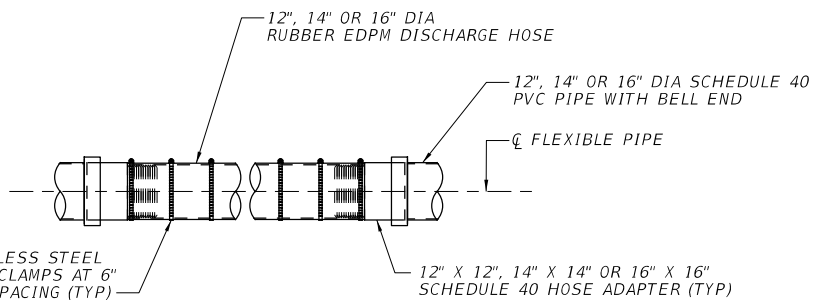 12", 14" OR 16" DIA
RUBBER EDPM DISCHARGE HOSE
12", 14" OR 16" DIA SCHEDULE 40
PVC PIPE WITH BELL END
℄ FLEXIBLE PIPE
LESS STEEL
CLAMPS AT 6"
PACING (TYP)
12" X 12", 14" X 14" OR 16" X 16"
SCHEDULE 40 HOSE ADAPTER (TYP)